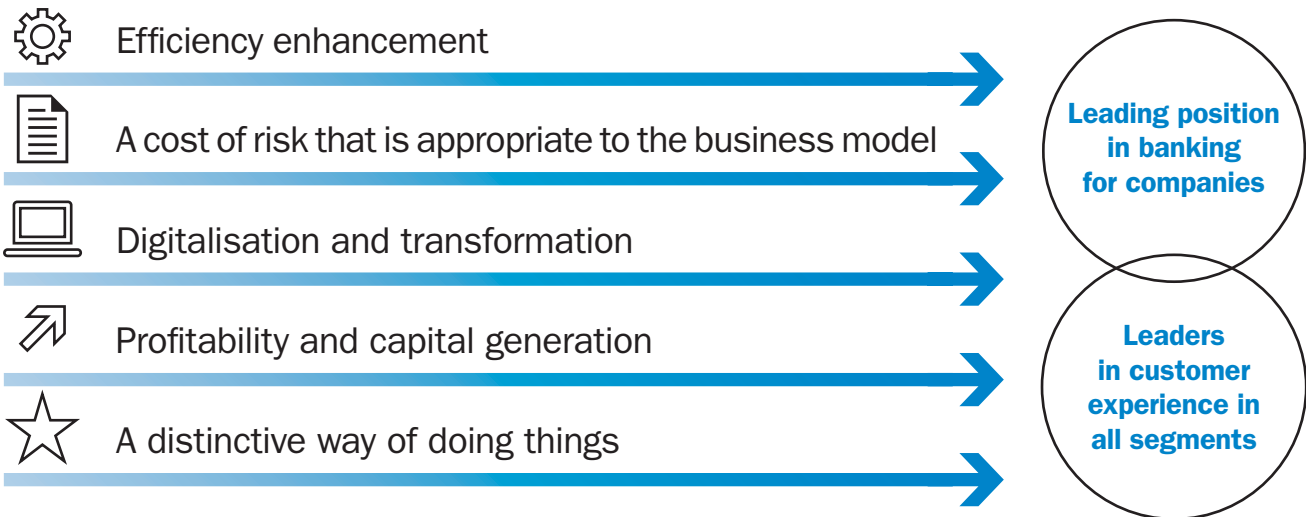 Efficiency enhancement
A cost of risk that is appropriate to the business model
Digitalisation and transformation
Profitability and capital generation
A distinctive way of doing things
Leading position
in banking
for companies
Leaders
in customer
experience in
all segments